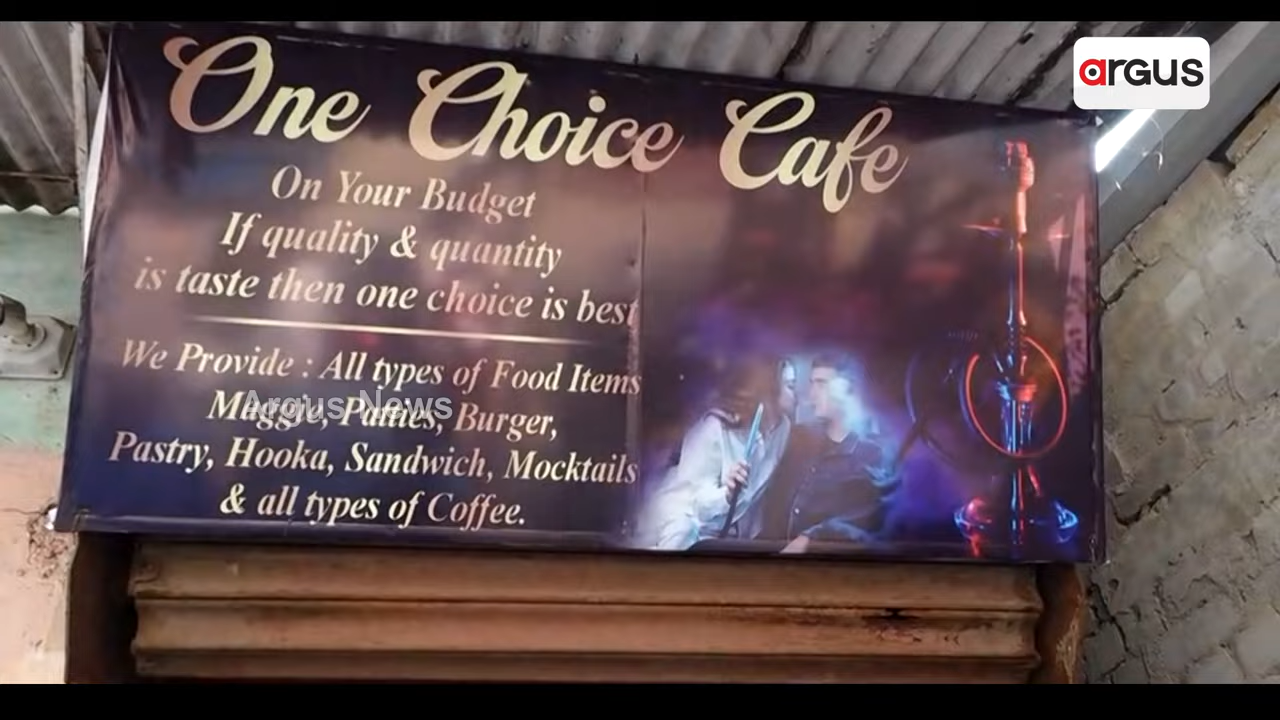 One Choice Cafe
On Your Budget
If quality & quantity
is taste then one choice is best
We Provide : All types of Food Items
Maggie, Patties, Burger,
Pastry, Hooka, Sandwich, Mocktails
& all types of Coffee.
argus
Argus News